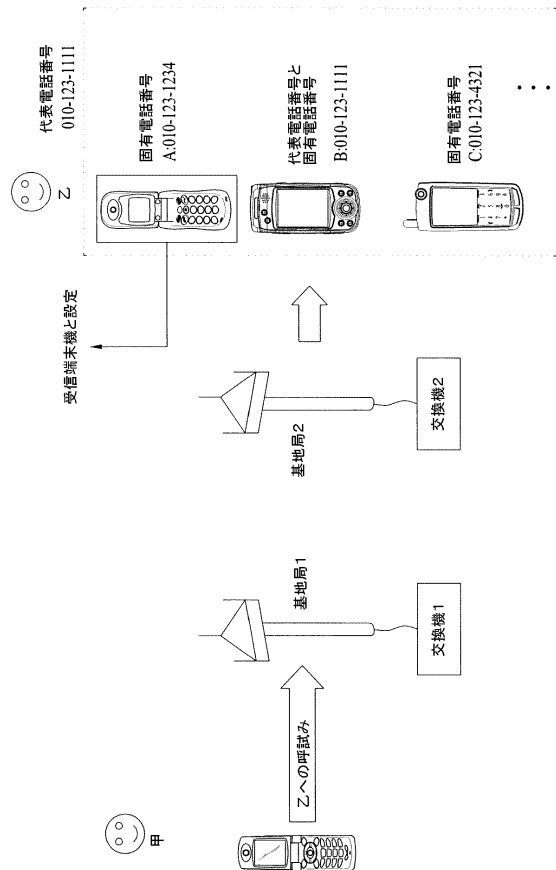 甲
乙への呼試み
基地局1
交換機1
基地局2
交換機2
受信端末機と設定
乙
代表電話番号
010-123-1111
固有電話番号
A:010-123-1234
代表電話番号と
固有電話番号
B:010-123-1111
固有電話番号
C:010-123-4321